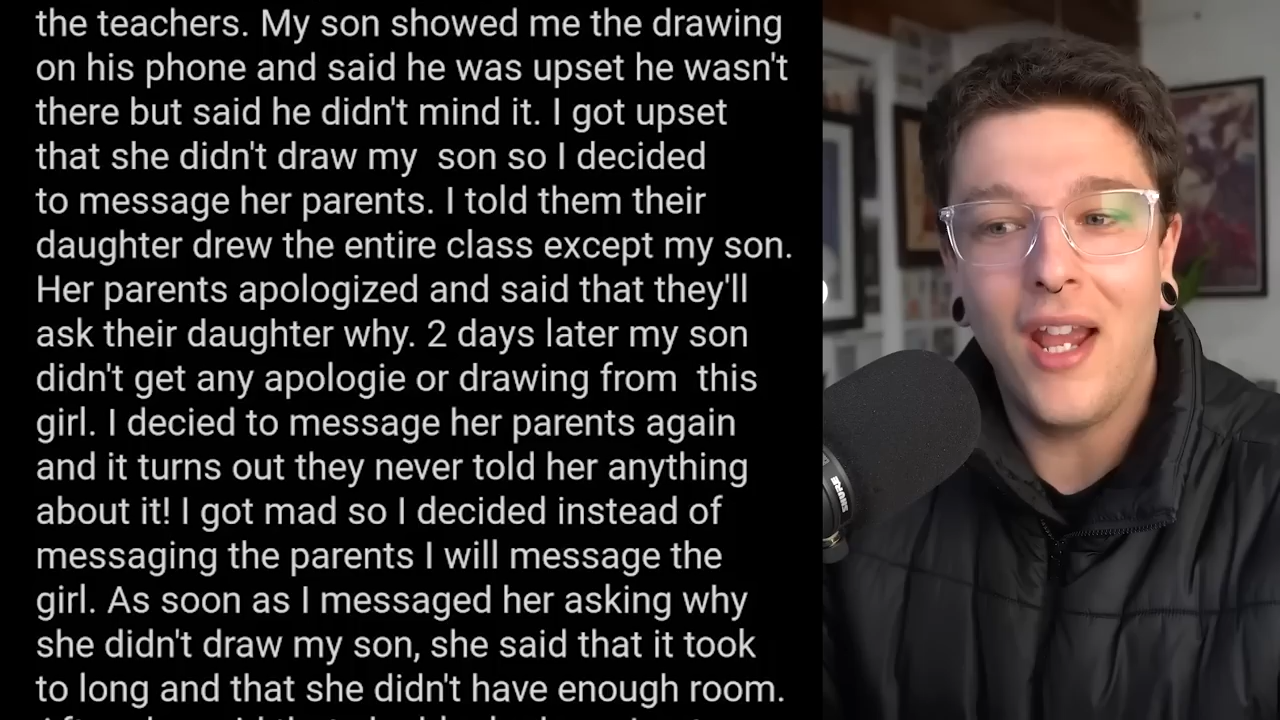 the teachers. My son showed me the drawing
on his phone and said he was upset he wasn't
there but said he didn't mind it. I got upset
that she didn't draw my  son so I decided
to message her parents. I told them their
daughter drew the entire class except my son.
Her parents apologized and said that they'll
ask their daughter why. 2 days later my son
didn't get any apologie or drawing from  this
girl. I decied to message her parents again
and it turns out they never told her anything
about it! I got mad so I decided instead of
messaging the parents I will message the
girl. As soon as I messaged her asking why
she didn't draw my son, she said that it took
to long and that she didn't have enough room.
SHURE